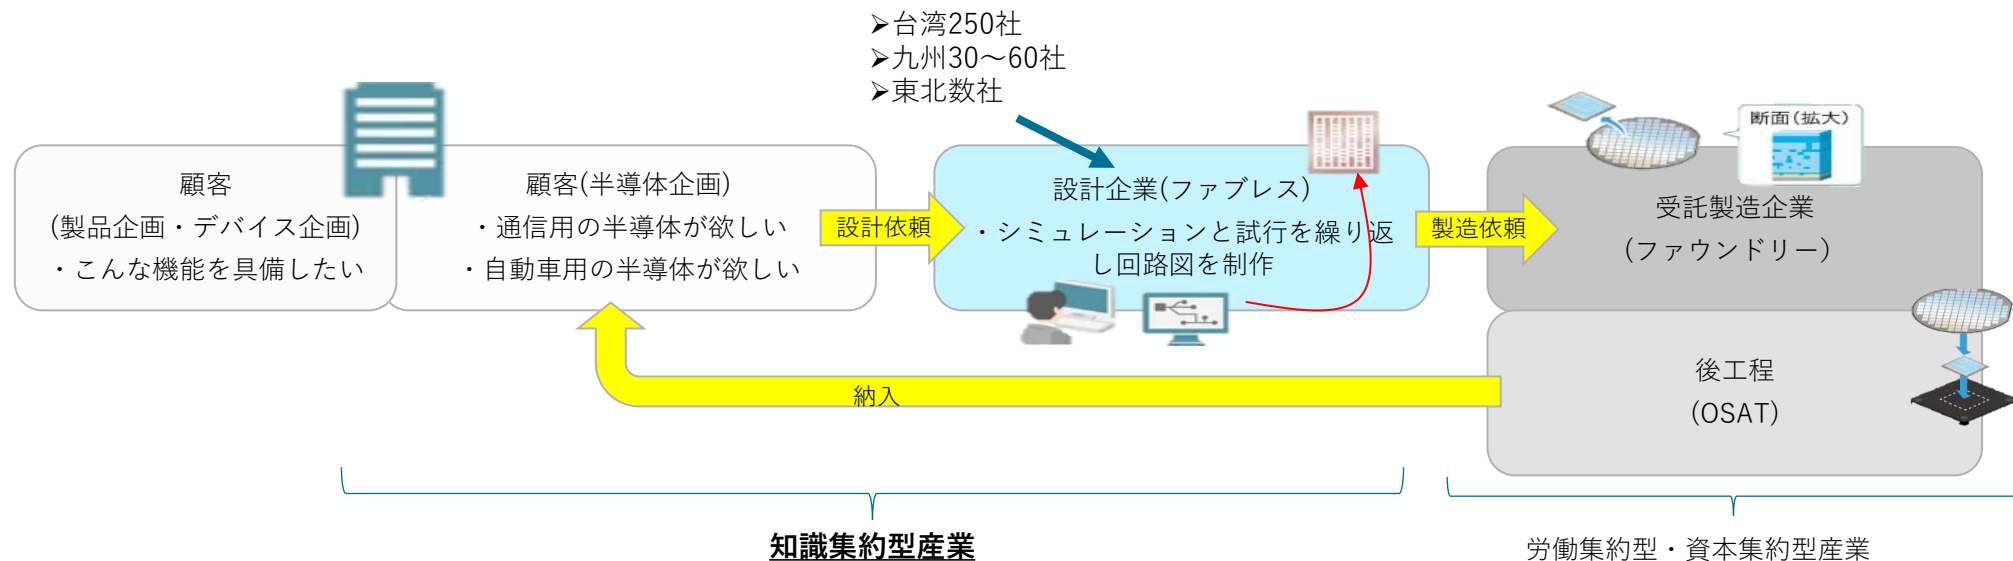 ➢台湾250社
➢九州30～60社
➢東北数社
顧客
(製品企画・デバイス企画)
・こんな機能を具備したい
顧客(半導体企画)
・通信用の半導体が欲しい
・自動車用の半導体が欲しい
設計依頼
設計企業(ファブレス)
・シミュレーションと試行を繰り返
し回路図を制作
製造依頼
断面(拡大)
受託製造企業
(ファウンドリー)
後工程
(OSAT)
納入
知識集約型産業
労働集約型・資本集約型産業